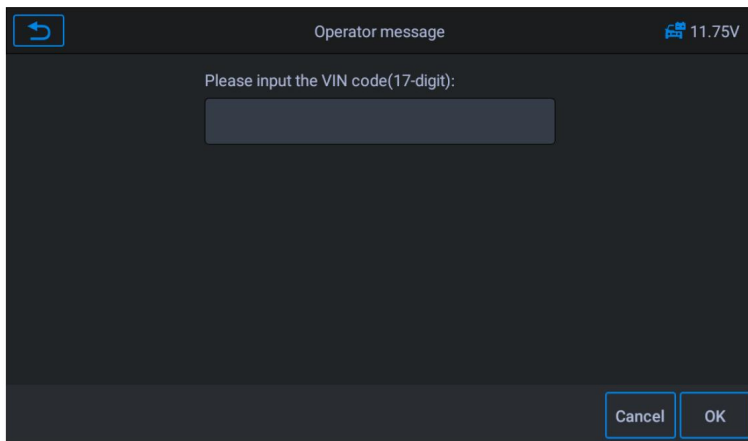 Operator message
11.75V
Please input the VIN code(17-digit):
Cancel
OK